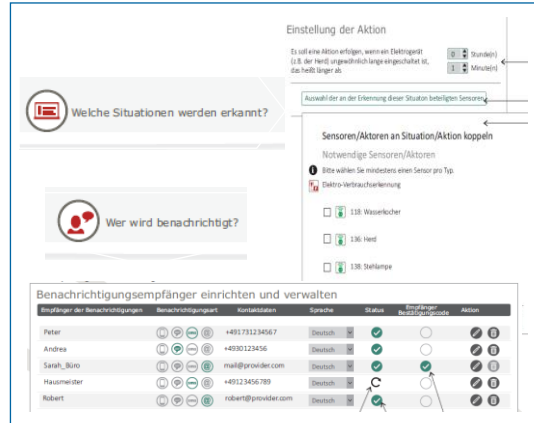 Einstellung der Aktion
Es soll eine Aktion erfolgen, wenn ein Elektrogerät
(z.B. der Herd) ungewöhnlich lange eingeschaltet ist,
das heißt länger ab
0 Stunde(n)
1 Minute(n)
Auswahl der an der Erkennung dieser Situaton beteiligten Sensoren
Welche Situationen werden erkannt?
Sensoren/Aktoren an Situation/Aktion koppeln
Notwendige Sensoren/Aktoren
Bitte wählen Sie mindestens einen Sensor pro Typ.
Elektro-Verbrauchserkennung
118: Wasserkocher
136: Herd
138: Stehlampe
Wer wird benachrichtigt?
Benachrichtigungsempfänger einrichten und verwalten
Empfänger der Benachrichtigungen Benachrichtigungsart Kontaktdaten Sprache Status Empfänger Bestätigungscode Aktion
Peter +491731234567 Deutsch
Andrea +4930123456 Deutsch
Sarah_Büro mail@provider.com Deutsch
Hausmeister +49123456789 Deutsch
Robert robert@provider.com Deutsch